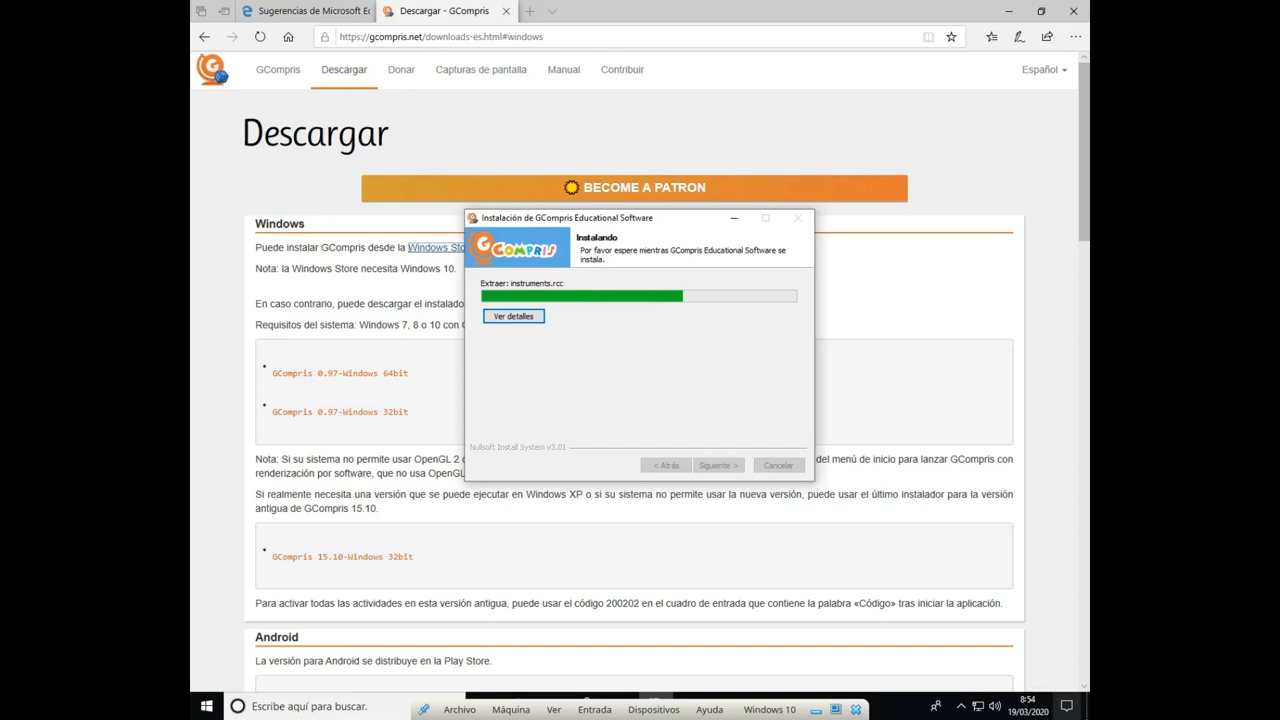 Sugerencias de Microsoft Ec
Descargar - GCompris
https://gcompris.net/downloads-es.html#windows
GCompris
Descargar
Donar
Capturas de pantalla
Manual
Contribuir
Español
Descargar
BECOME A PATRON
Windows
Puede instalar GCompris desde la Windows Sto
Nota: la Windows Store necesita Windows 10.
En caso contrario, puede descargar el instalado
Requisitos del sistema: Windows 7, 8 o 10 con
GCompris 0.97-Windows 64bit
GCompris 0.97-Windows 32bit
Instalación de GCompris Educational Software
GCOMPRIS
Instalando
Por favor espere mientras GCompris Educational Software se
instala.
Extraer: instruments.rcc
Ver detalles
Nullsoft Install System v3.01
< Atrás
Siguiente >
Cancelar
Nota: Si su sistema no permite usar OpenGL 2 del menú de inicio para lanzar GCompris con
renderización por software, que no usa OpenGL
Si realmente necesita una versión que se puede ejecutar en Windows XP o si su sistema no permite usar la nueva versión, puede usar el último instalador para la versión
antigua de GCompris 15.10.
GCompris 15.10-Windows 32bit
Para activar todas las actividades en esta versión antigua, puede usar el código 200202 en el cuadro de entrada que contiene la palabra «Código» tras iniciar la aplicación.
Android
La versión para Android se distribuye en la Play Store.
Escribe aquí para buscar.
Archivo
Máquina
Ver
Entrada
Dispositivos
Ayuda
Windows 10
8:54
19/03/2020